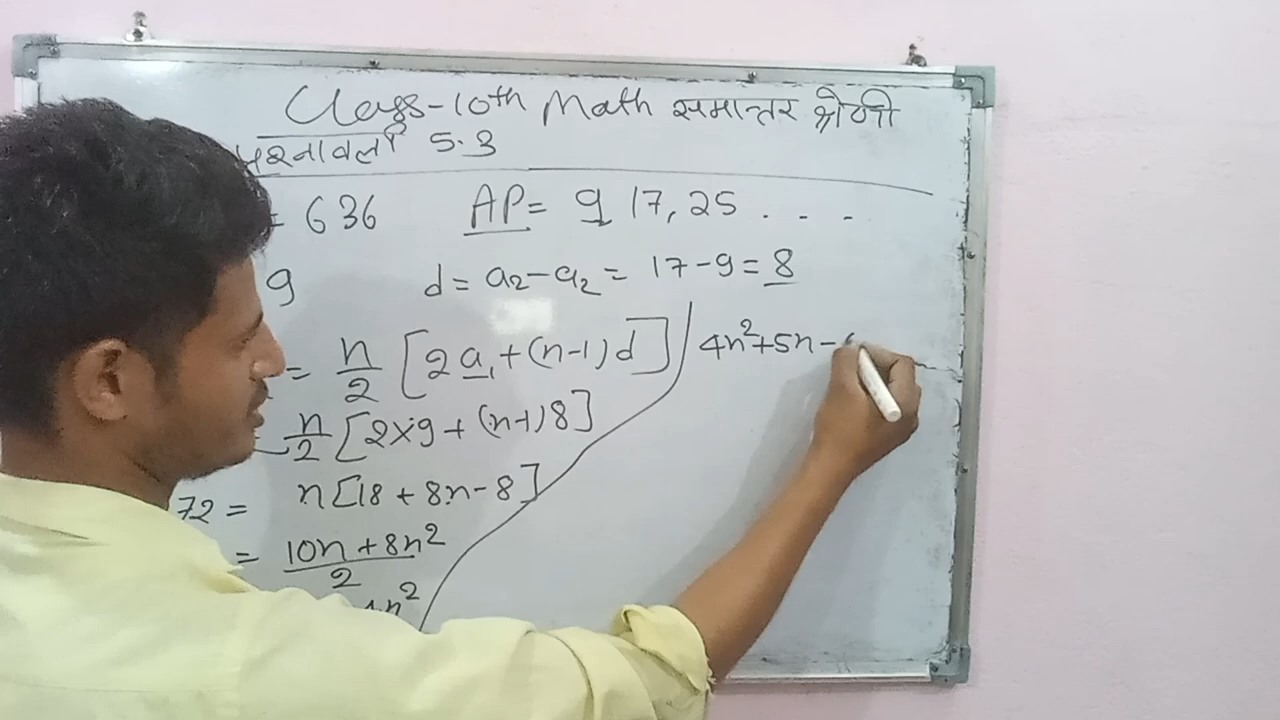 Class-10th Math समान्तर श्रेणी
प्रश्नावली 5.3
= 636 AP= 9 17, 25 . . .
9 d = a₂-a₂ = 17-9 = 8
= n/2 [2a₁+(n-1)d]
= n/2 [2×9+(n-1)8]
72 = n[18 + 8n-8]
= 10n+8n²/2
4n²
4n²+5n-